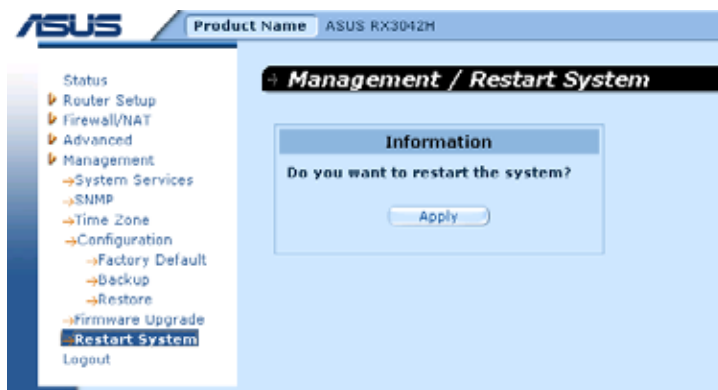 ASUS
Product Name ASUS RX3042H
Status
Router Setup
Firewall/NAT
Advanced
Management
System Services
SNMP
Time Zone
Configuration
Factory Default
Backup
Restore
Firmware Upgrade
Restart System
Logout
Management / Restart System
Information
Do you want to restart the system?
Apply